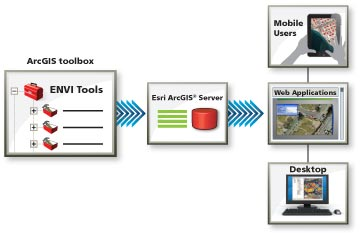 ArcGIS toolbox
ENVI Tools
Esri ArcGIS® Server
Mobile
Users
Web Applications
Desktop